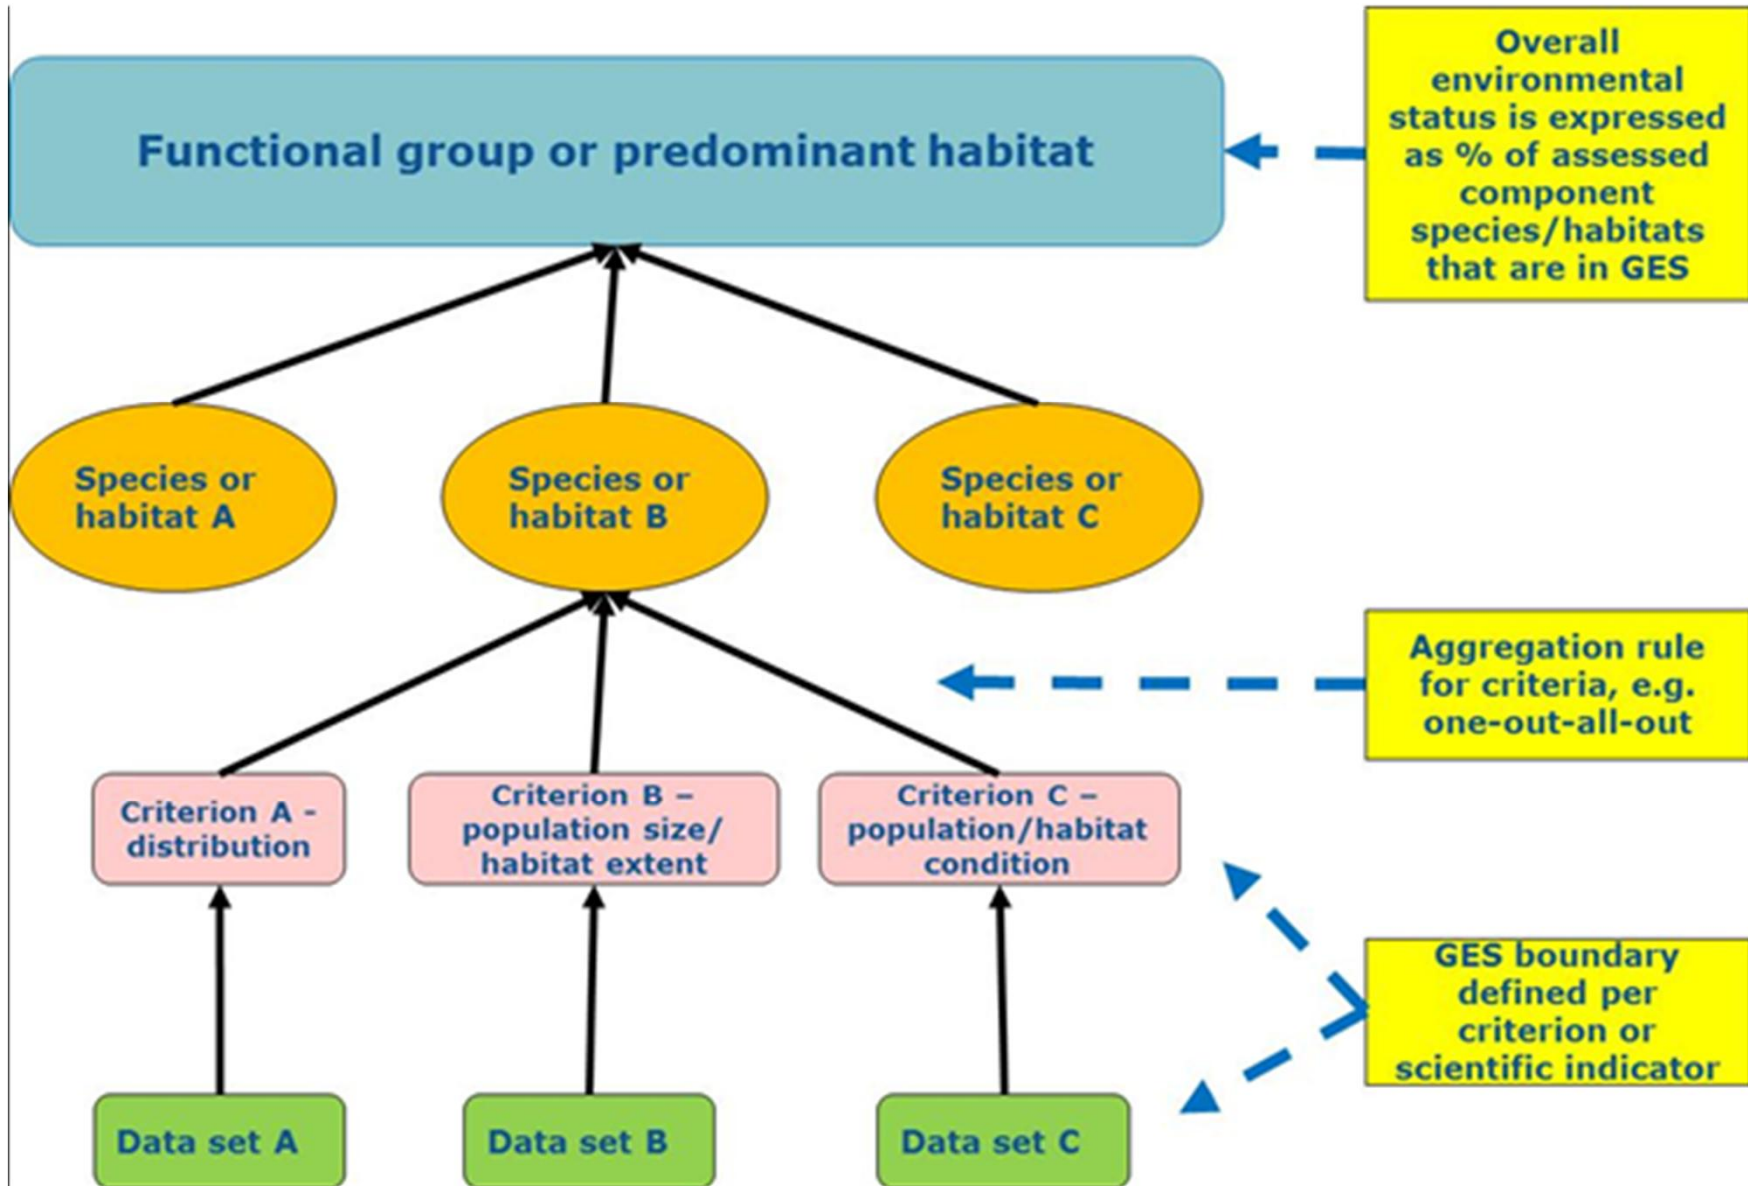 Overall
environmental
status is expressed
as % of assessed
component
species/habitats
that are in GES
Functional group or predominant habitat
Species or
habitat A
Species or
habitat B
Species or
habitat C
Aggregation rule
for criteria, e.g.
one-out-all-out
Criterion A -
distribution
Criterion B –
population size/
habitat extent
Criterion C –
population/habitat
condition
GES boundary
defined per
criterion or
scientific indicator
Data set A
Data set B
Data set C